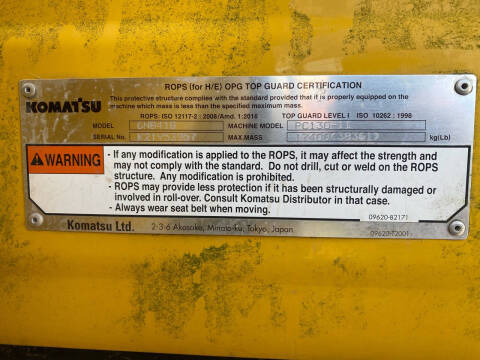 ROPS (for H/E) OPG TOP GUARD CERTIFICATION
KOMATSU
This protective structure complies with the standard provided that if is properly equipped on the
machine which mass is less than the specified maximum mass.
ROPS: ISO 12117-2 : 2008/Amd. 1:2016 TOP GUARD LEVEL I ISO 10262 : 1998
MODEL MACHINE MODEL PC130-11
SERIAL No. kg(Lb)
WARNING
- If any modification is applied to the ROPS, it may affect the strength and
may not comply with the standard. Do not drill, cut or weld on the ROPS
structure. Any modification is prohibited.
- ROPS may provide less protection if it has been structurally damaged or
involved in roll-over. Consult Komatsu Distributor in that case.
- Always wear seat belt when moving.
09620-B2171
Komatsu Ltd. 2-3-6 Akasaka, Minato-ku, Tokyo, Japan
09620-T2001